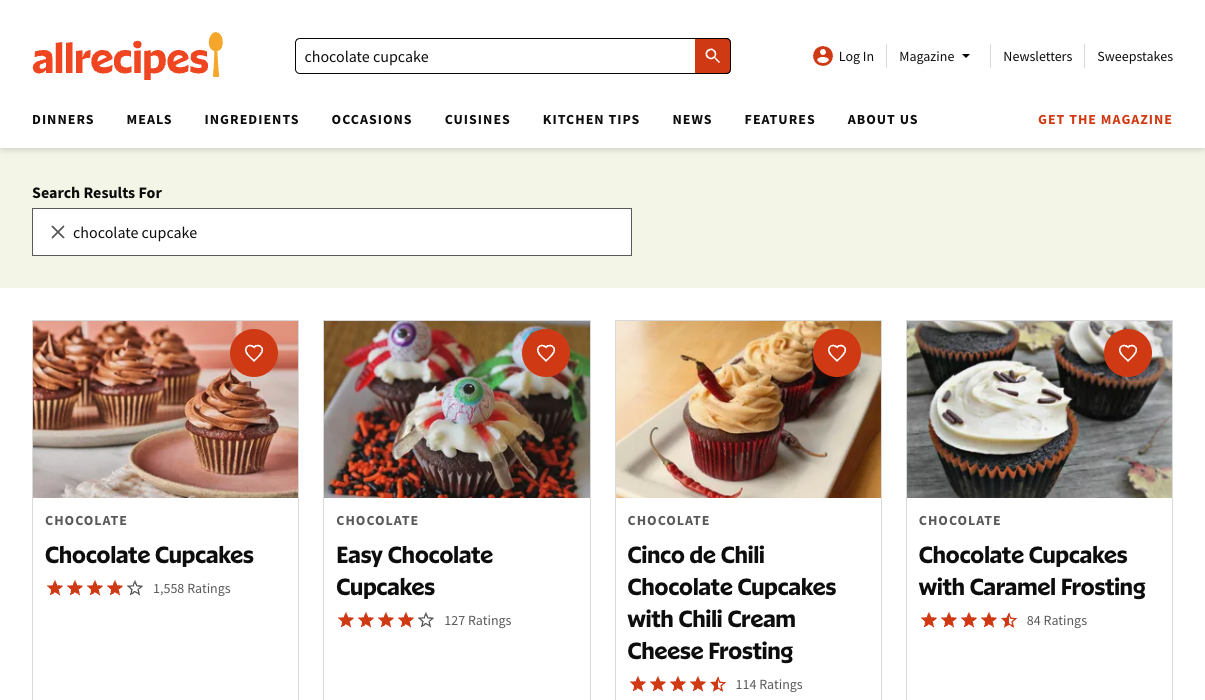 allrecipes
chocolate cupcake
Log In
Magazine
Newsletters
Sweepstakes
DINNERS
MEALS
INGREDIENTS
OCCASIONS
CUISINES
KITCHEN TIPS
NEWS
FEATURES
ABOUT US
GET THE MAGAZINE
Search Results For
chocolate cupcake
CHOCOLATE
Chocolate Cupcakes
1,558 Ratings
CHOCOLATE
Easy Chocolate
Cupcakes
127 Ratings
CHOCOLATE
Cinco de Chili
Chocolate Cupcakes
with Chili Cream
Cheese Frosting
114 Ratings
CHOCOLATE
Chocolate Cupcakes
with Caramel Frosting
84 Ratings